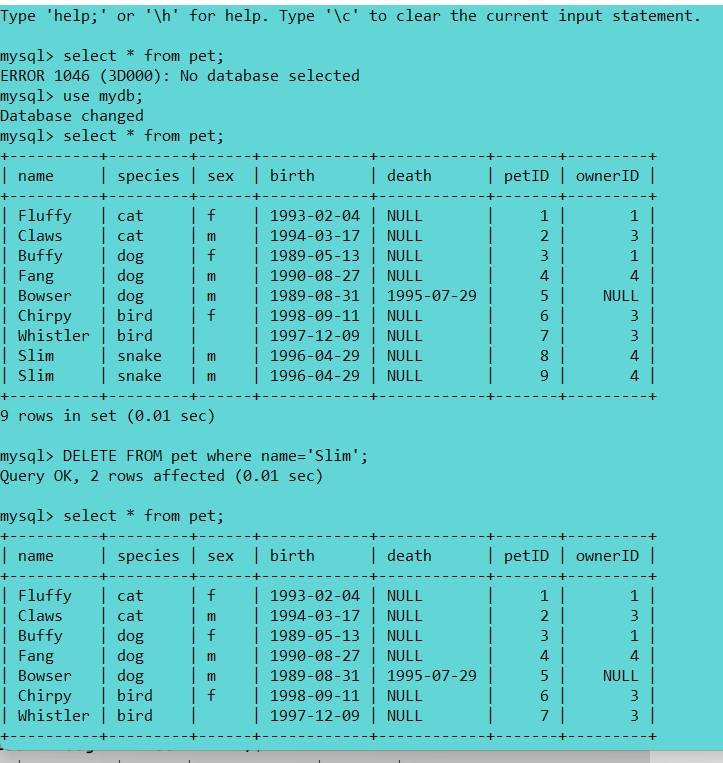 Type 'help;' or '\h' for help. Type '\c' to clear the current input statement.
mysql> select * from pet;
ERROR 1046 (3D000): No database selected
mysql> use mydb;
Database changed
mysql> select * from pet;
+----------+---------+------+------------+------------+-------+---------+
| name     | species | sex  | birth      | death      | petID | ownerID |
+----------+---------+------+------------+------------+-------+---------+
| Fluffy   | cat     | f    | 1993-02-04 | NULL       |     1 |       1 |
| Claws    | cat     | m    | 1994-03-17 | NULL       |     2 |       3 |
| Buffy    | dog     | f    | 1989-05-13 | NULL       |     3 |       1 |
| Fang     | dog     | m    | 1990-08-27 | NULL       |     4 |       4 |
| Bowser   | dog     | m    | 1989-08-31 | 1995-07-29 |     5 |    NULL |
| Chirpy   | bird    | f    | 1998-09-11 | NULL       |     6 |       3 |
| Whistler | bird    |      | 1997-12-09 | NULL       |     7 |       3 |
| Slim     | snake   | m    | 1996-04-29 | NULL       |     8 |       4 |
| Slim     | snake   | m    | 1996-04-29 | NULL       |     9 |       4 |
+----------+---------+------+------------+------------+-------+---------+
9 rows in set (0.01 sec)
mysql> DELETE FROM pet where name='Slim';
Query OK, 2 rows affected (0.01 sec)
mysql> select * from pet;
+----------+---------+------+------------+------------+-------+---------+
| name     | species | sex  | birth      | death      | petID | ownerID |
+----------+---------+------+------------+------------+-------+---------+
| Fluffy   | cat     | f    | 1993-02-04 | NULL       |     1 |       1 |
| Claws    | cat     | m    | 1994-03-17 | NULL       |     2 |       3 |
| Buffy    | dog     | f    | 1989-05-13 | NULL       |     3 |       1 |
| Fang     | dog     | m    | 1990-08-27 | NULL       |     4 |       4 |
| Bowser   | dog     | m    | 1989-08-31 | 1995-07-29 |     5 |    NULL |
| Chirpy   | bird    | f    | 1998-09-11 | NULL       |     6 |       3 |
| Whistler | bird    |      | 1997-12-09 | NULL       |     7 |       3 |
+----------+---------+------+------------+------------+-------+---------+